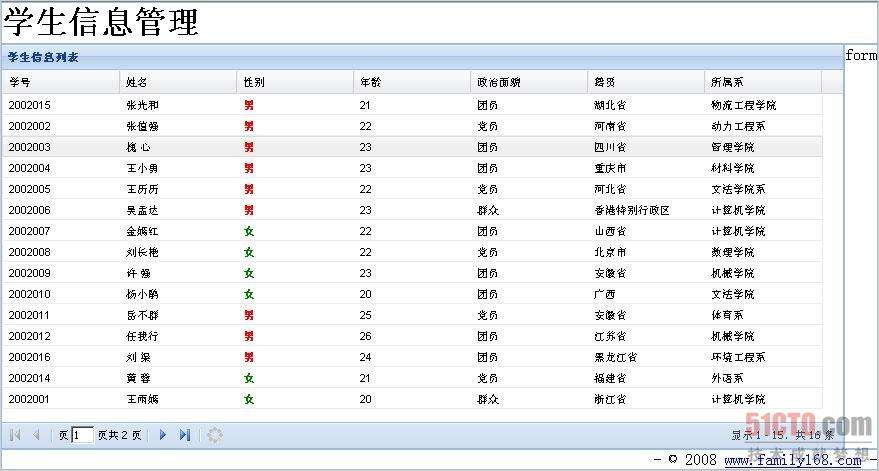 学生信息管理
学生信息列表
form
学号 姓名 性别 年龄 政治面貌 籍贯 所属系
2002015 张光和 男 21 团员 湖北省 物流工程学院
2002002 张值强 男 22 党员 河南省 动力工程系
2002003 槐 心 男 23 团员 四川省 管理学院
2002004 王小勇 男 23 团员 重庆市 材料学院
2002005 王历历 男 22 党员 河北省 文法学院系
2002006 吴孟达 男 23 群众 香港特别行政区 计算机学院
2002007 金嫣红 女 22 团员 山西省 计算机学院
2002008 刘长艳 女 22 党员 北京市 数理学院
2002009 许 强 女 23 团员 安徽省 机械学院
2002010 杨小鹃 女 20 团员 广西 文法学院
2002011 岳不群 男 25 党员 安徽省 体育系
2002012 任我行 男 26 团员 江苏省 机械学院
2002016 刘 梁 男 24 团员 黑龙江省 环境工程系
2002014 黄 蓉 女 21 党员 福建省 外语系
2002001 王雨嫣 女 20 群众 浙江省 计算机学院
页 1 页共 2 页
显示 1 - 15, 共 16 条
51CTO.com
技术成就梦想
- © 2008 www.family168.com -